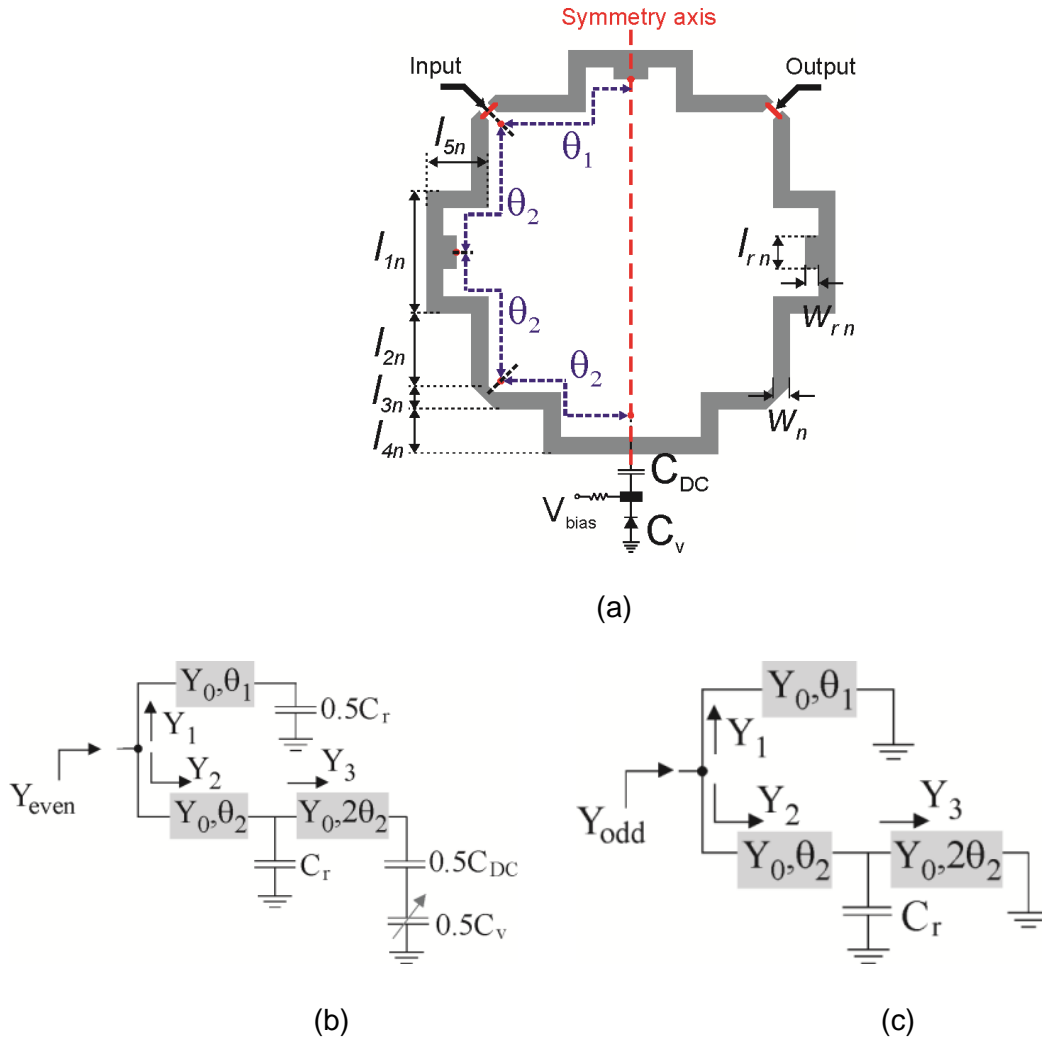 Symmetry axis
Input
Output
l5n
θ1
θ2
l1n
lr n
Wr n
θ2
l2n
θ2
l3n
Wn
l4n
CDC
Vbias
Cv
(a)
Y0,θ1
0.5Cr
Y1
Yeven
Y2
Y3
Y0,θ2
Y0,2θ2
Cr
0.5CDC
0.5Cv
(b)
Y0,θ1
Y1
Yodd
Y2
Y3
Y0,θ2
Y0,2θ2
Cr
(c)